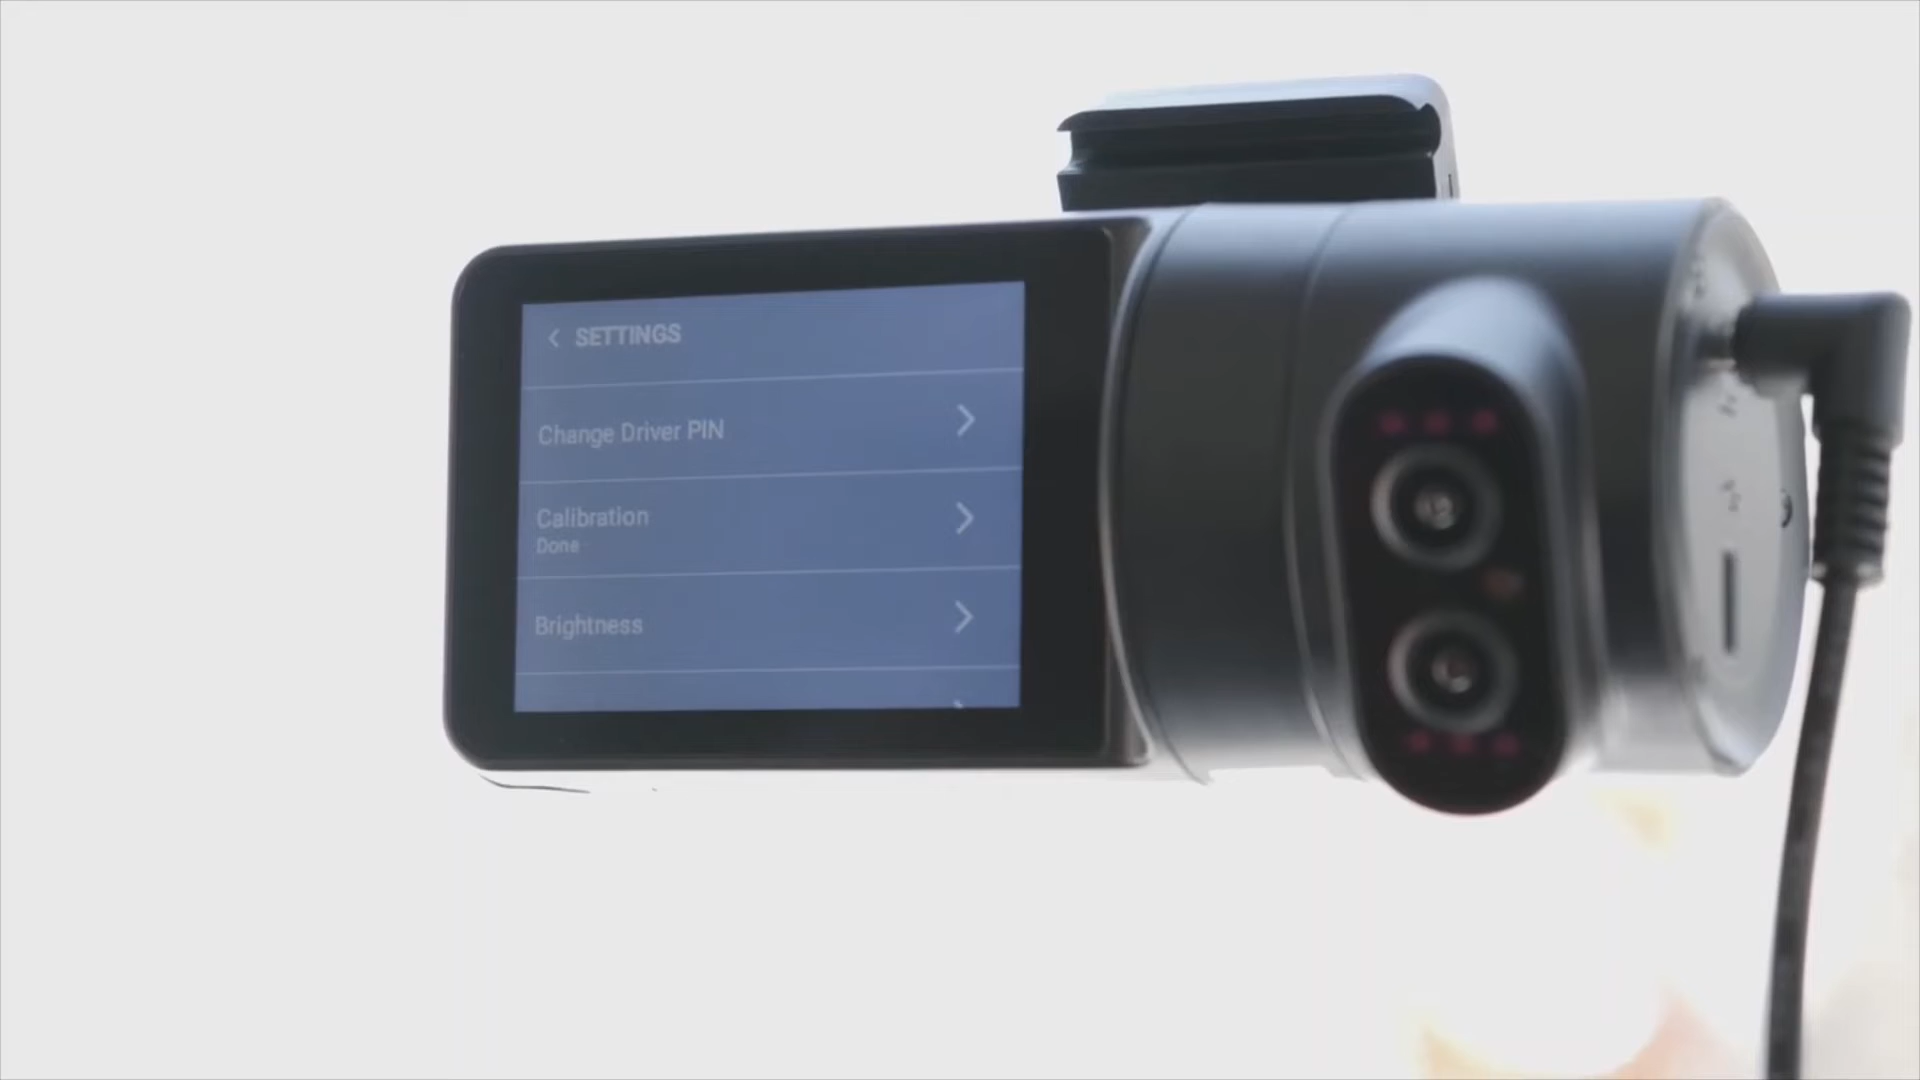 SETTINGS
Change Driver PIN
Calibration
Done
Brightness